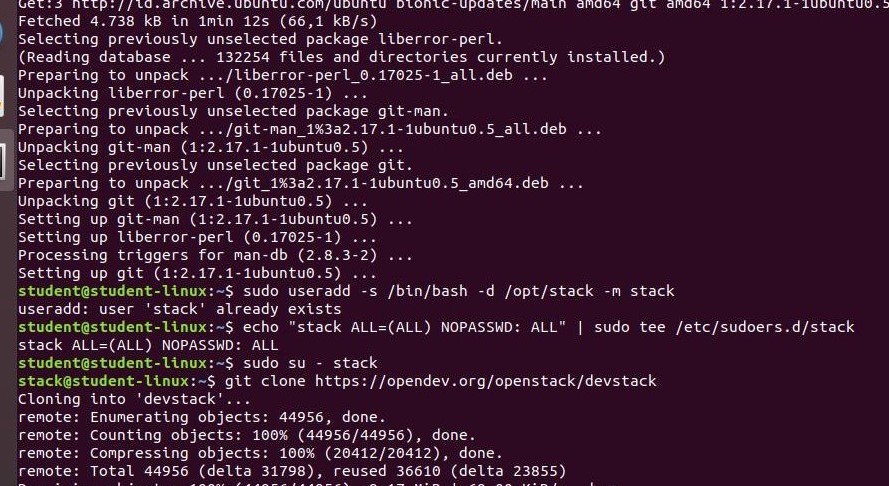 Get:3 http://id.archive.ubuntu.com/ubuntu bionic-updates/main amd64 git amd64 1:2.17.1-1ubuntu0.5
Fetched 4.738 kB in 1min 12s (66,1 kB/s)
Selecting previously unselected package liberror-perl.
(Reading database ... 132254 files and directories currently installed.)
Preparing to unpack .../liberror-perl_0.17025-1_all.deb ...
Unpacking liberror-perl (0.17025-1) ...
Selecting previously unselected package git-man.
Preparing to unpack .../git-man_1%3a2.17.1-1ubuntu0.5_all.deb ...
Unpacking git-man (1:2.17.1-1ubuntu0.5) ...
Selecting previously unselected package git.
Preparing to unpack .../git_1%3a2.17.1-1ubuntu0.5_amd64.deb ...
Unpacking git (1:2.17.1-1ubuntu0.5) ...
Setting up git-man (1:2.17.1-1ubuntu0.5) ...
Setting up liberror-perl (0.17025-1) ...
Processing triggers for man-db (2.8.3-2) ...
Setting up git (1:2.17.1-1ubuntu0.5) ...
student@student-linux:~$ sudo useradd -s /bin/bash -d /opt/stack -m stack
useradd: user 'stack' already exists
student@student-linux:~$ echo "stack ALL=(ALL) NOPASSWD: ALL" | sudo tee /etc/sudoers.d/stack
stack ALL=(ALL) NOPASSWD: ALL
student@student-linux:~$ sudo su - stack
stack@student-linux:~$ git clone https://opendev.org/openstack/devstack
Cloning into 'devstack'...
remote: Enumerating objects: 44956, done.
remote: Counting objects: 100% (44956/44956), done.
remote: Compressing objects: 100% (20412/20412), done.
remote: Total 44956 (delta 31798), reused 36610 (delta 23855)